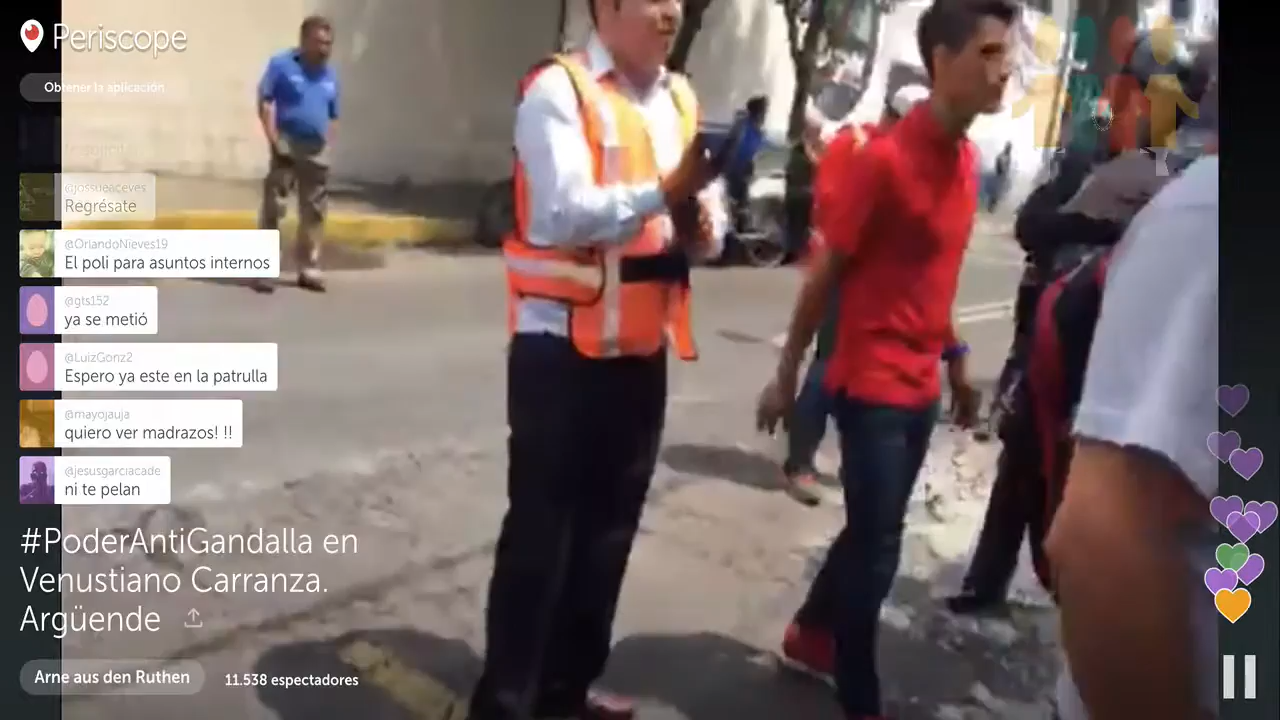 Periscope
Obtener la aplicación
@jossueaceves
Regrésate
@OrlandoNieves19
El poli para asuntos internos
@gts152
ya se metió
@LuizGonz2
Espero ya este en la patrulla
@mayojauja
quiero ver madrazos! !!
@jesusgarciacade
ni te pelan
#PoderAntiGandalla en
Venustiano Carranza.
Argüende
Arne aus den Ruthen
11.538 espectadores